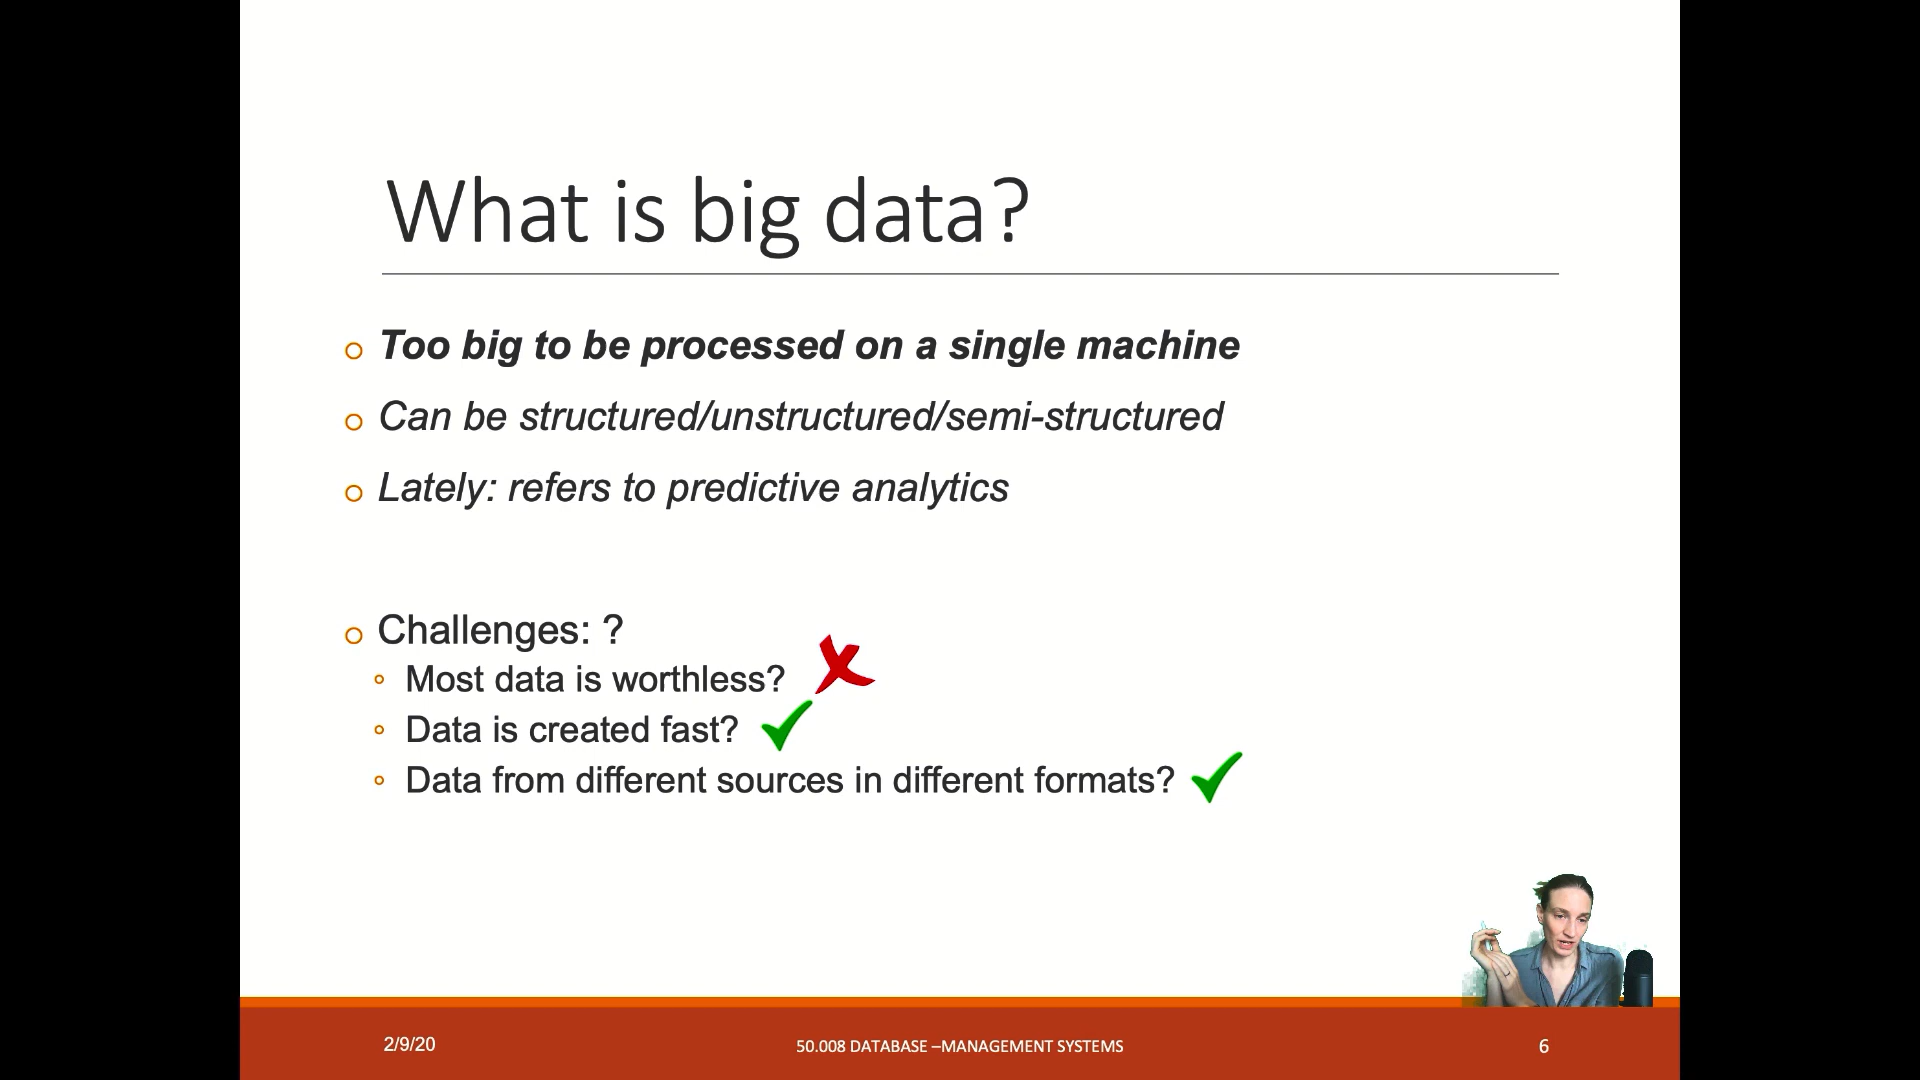 What is big data?
Too big to be processed on a single machine
Can be structured/unstructured/semi-structured
Lately: refers to predictive analytics
Challenges: ?
Most data is worthless?
Data is created fast?
Data from different sources in different formats?
2/9/20
50.008 DATABASE –MANAGEMENT SYSTEMS
6